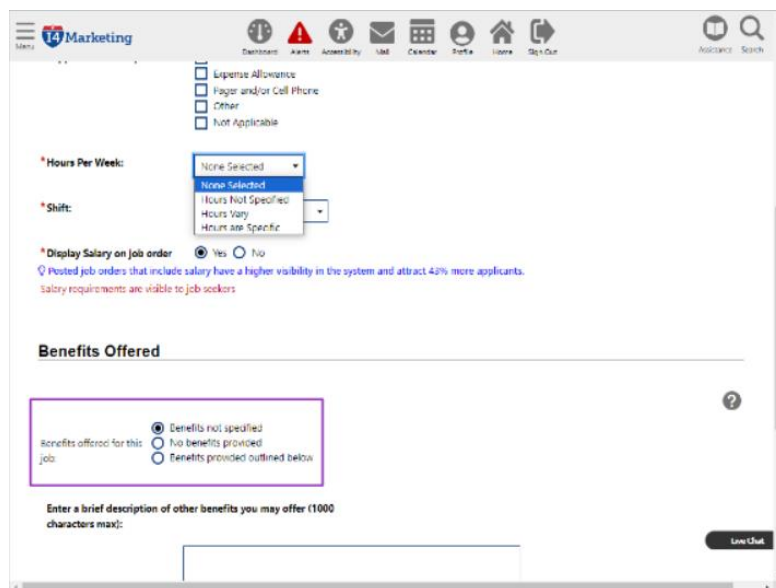 Menu
14 Marketing
Dashboard Alerts Accessibility Mail Calendar Profile Home Sign Out
Assistance Search
Expense Allowance
Pager and/or Cell Phone
Other
Not Applicable
*Hours Per Week:
None Selected
None Selected
Hours Not Specified
Hours Vary
Hours are Specific
*Shift:
*Display Salary on job order
Yes No
Posted job orders that include salary have a higher visibility in the system and attract 43% more applicants.
Salary requirements are visible to job seekers
Benefits Offered
?
Benefits offered for this
job:
Benefits not specified
No benefits provided
Benefits provided outlined below
Enter a brief description of other benefits you may offer (1000
characters max):
Live Chat